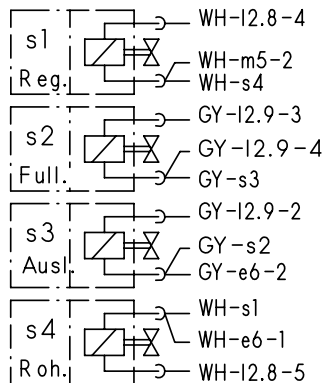 s1
Reg.
WH-12.8-4
WH-m5-2
WH-s4
s2
Full.
GY-12.9-3
GY-12.9-4
GY-s3
s3
Ausl.
GY-12.9-2
GY-s2
GY-e6-2
s4
Roh.
WH-s1
WH-e6-1
WH-12.8-5